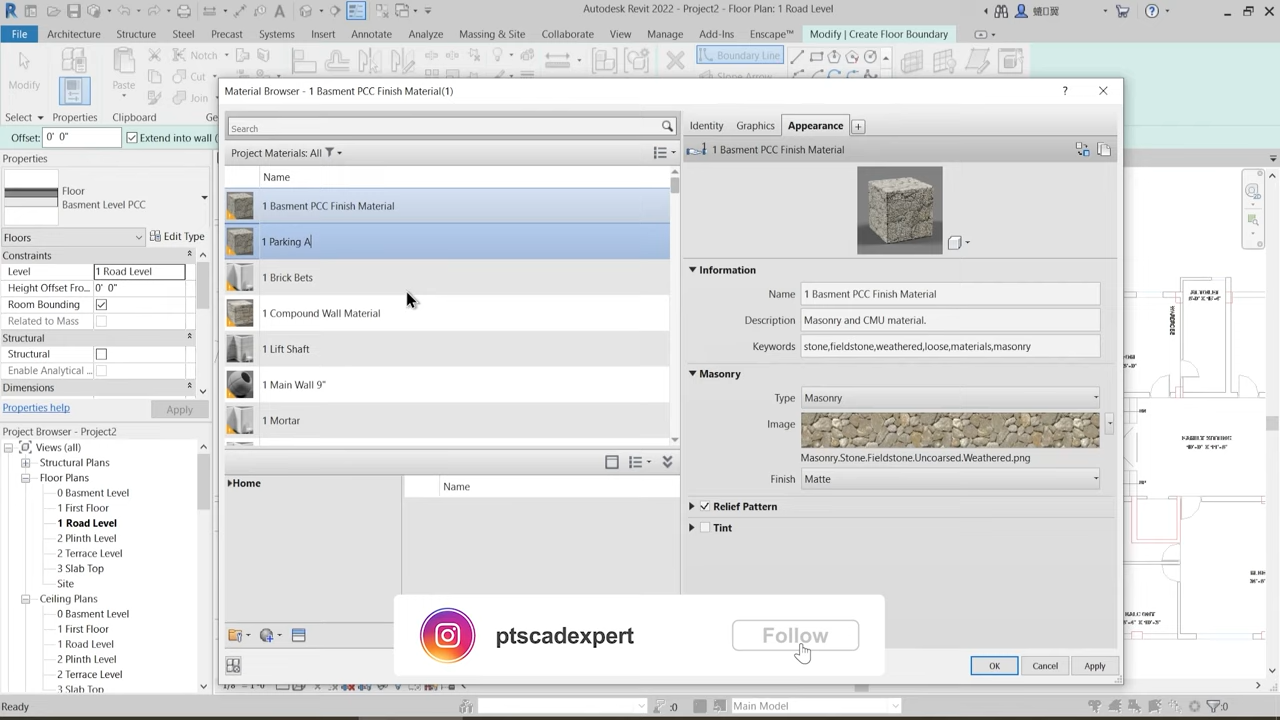 Autodesk Revit 2022 - Project2 - Floor Plan: 1 Road Level
File Architecture Structure Steel Precast Systems Insert Annotate Analyze Massing & Site Collaborate View Manage Add-Ins Enscape™ Modify | Create Floor Boundary
Notch
Boundary Line
Modify
Paste
Cut
Slope Arrow
Join
Select Properties Clipboard
Offset: 0' 0" Extend into wall (
Properties
Floor
Basment Level PCC
Floors
Edit Type
Constraints
Level 1 Road Level
Height Offset Fro... 0' 0"
Room Bounding
Related to Mass
Structural
Structural
Enable Analytical
Dimensions
Properties help
Apply
Project Browser - Project2
Views (all)
Structural Plans
Floor Plans
0 Basment Level
1 First Floor
1 Road Level
2 Plinth Level
2 Terrace Level
3 Slab Top
Site
Ceiling Plans
0 Basment Level
1 First Floor
1 Road Level
2 Plinth Level
2 Terrace Level
3 Slab Top
Material Browser - 1 Basment PCC Finish Material(1)
?
Search
Project Materials: All
Name
1 Basment PCC Finish Material
1 Parking A
1 Brick Bets
1 Compound Wall Material
1 Lift Shaft
1 Main Wall 9"
1 Mortar
Home
Name
Identity Graphics Appearance +
1 Basment PCC Finish Material
Information
Name 1 Basment PCC Finish Material
Description Masonry and CMU material.
Keywords stone,fieldstone,weathered,loose,materials,masonry
Masonry
Type Masonry
Image
Masonry.Stone.Fieldstone.Uncoarsed.Weathered.png
Finish Matte
Relief Pattern
Tint
ptscadexpert
Follow
OK Cancel Apply
Ready
:0
Main Model
:0